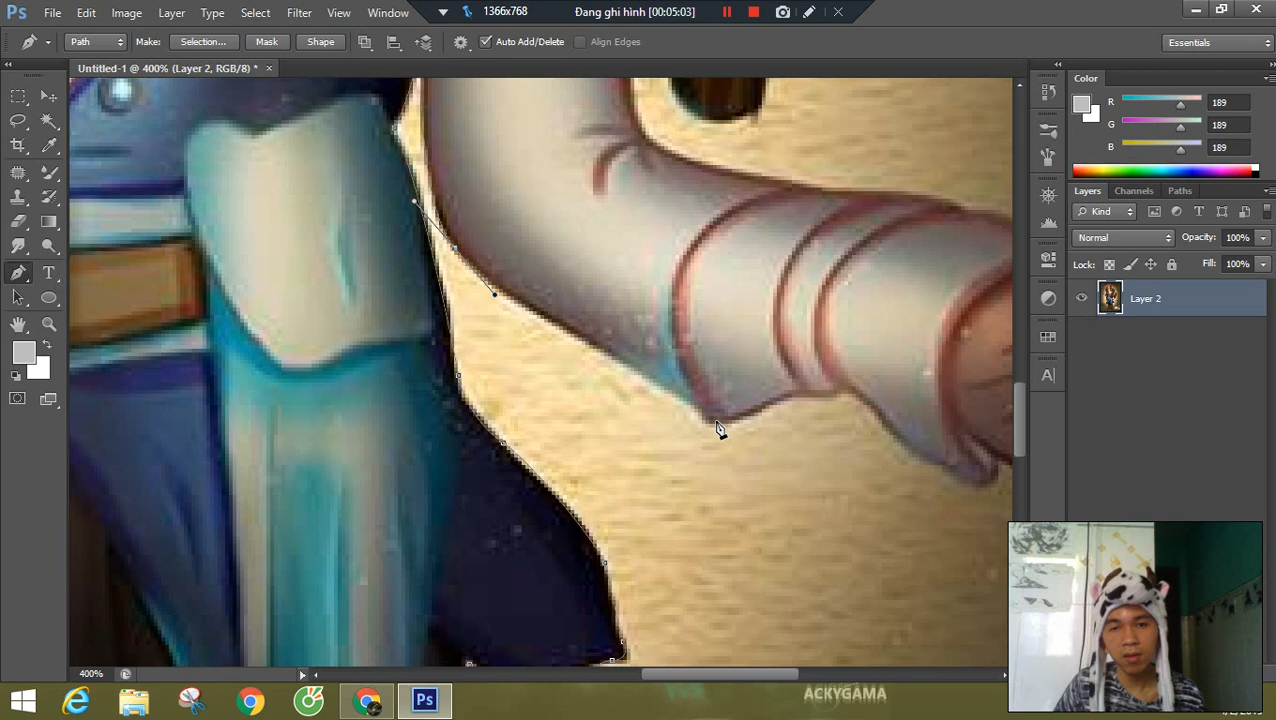 Ps File Edit Image Layer Type Select Filter View Window
1366x768 Đang ghi hình [00:05:03]
Path Make: Selection... Mask Shape Auto Add/Delete Align Edges Essentials
Untitled-1 @ 400% (Layer 2, RGB/8) * ×
Color
R 189
G 189
B 189
Layers Channels Paths
Kind
Normal Opacity: 100%
Lock: Fill: 100%
Layer 2
400%
Ps
ACKYGAMA